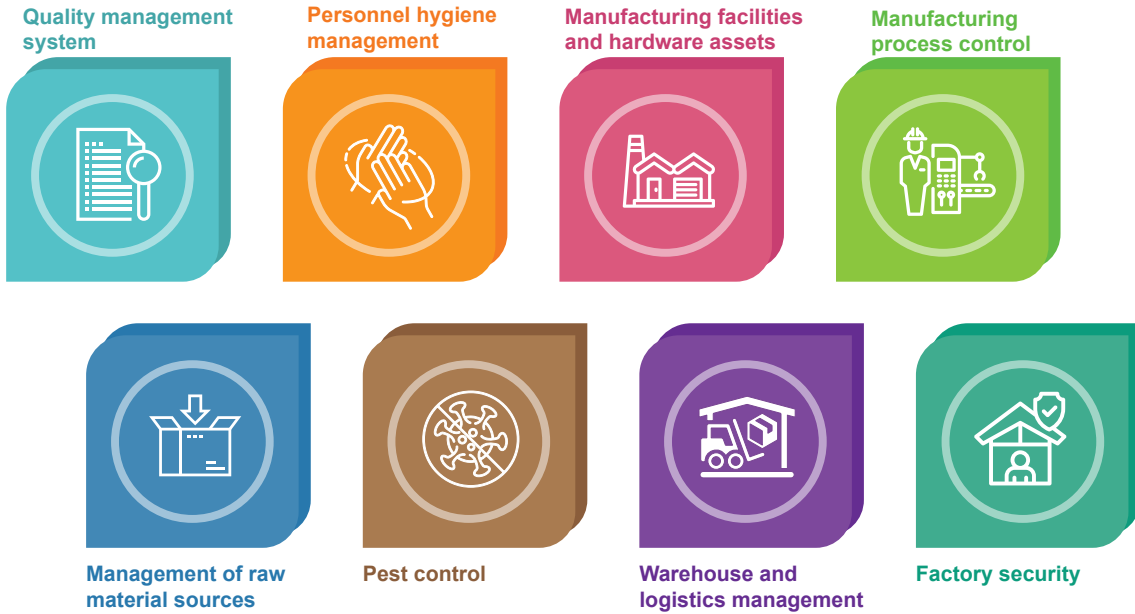 Quality management
system
Personnel hygiene
management
Manufacturing facilities
and hardware assets
Manufacturing
process control
Management of raw
material sources
Pest control
Warehouse and
logistics management
Factory security